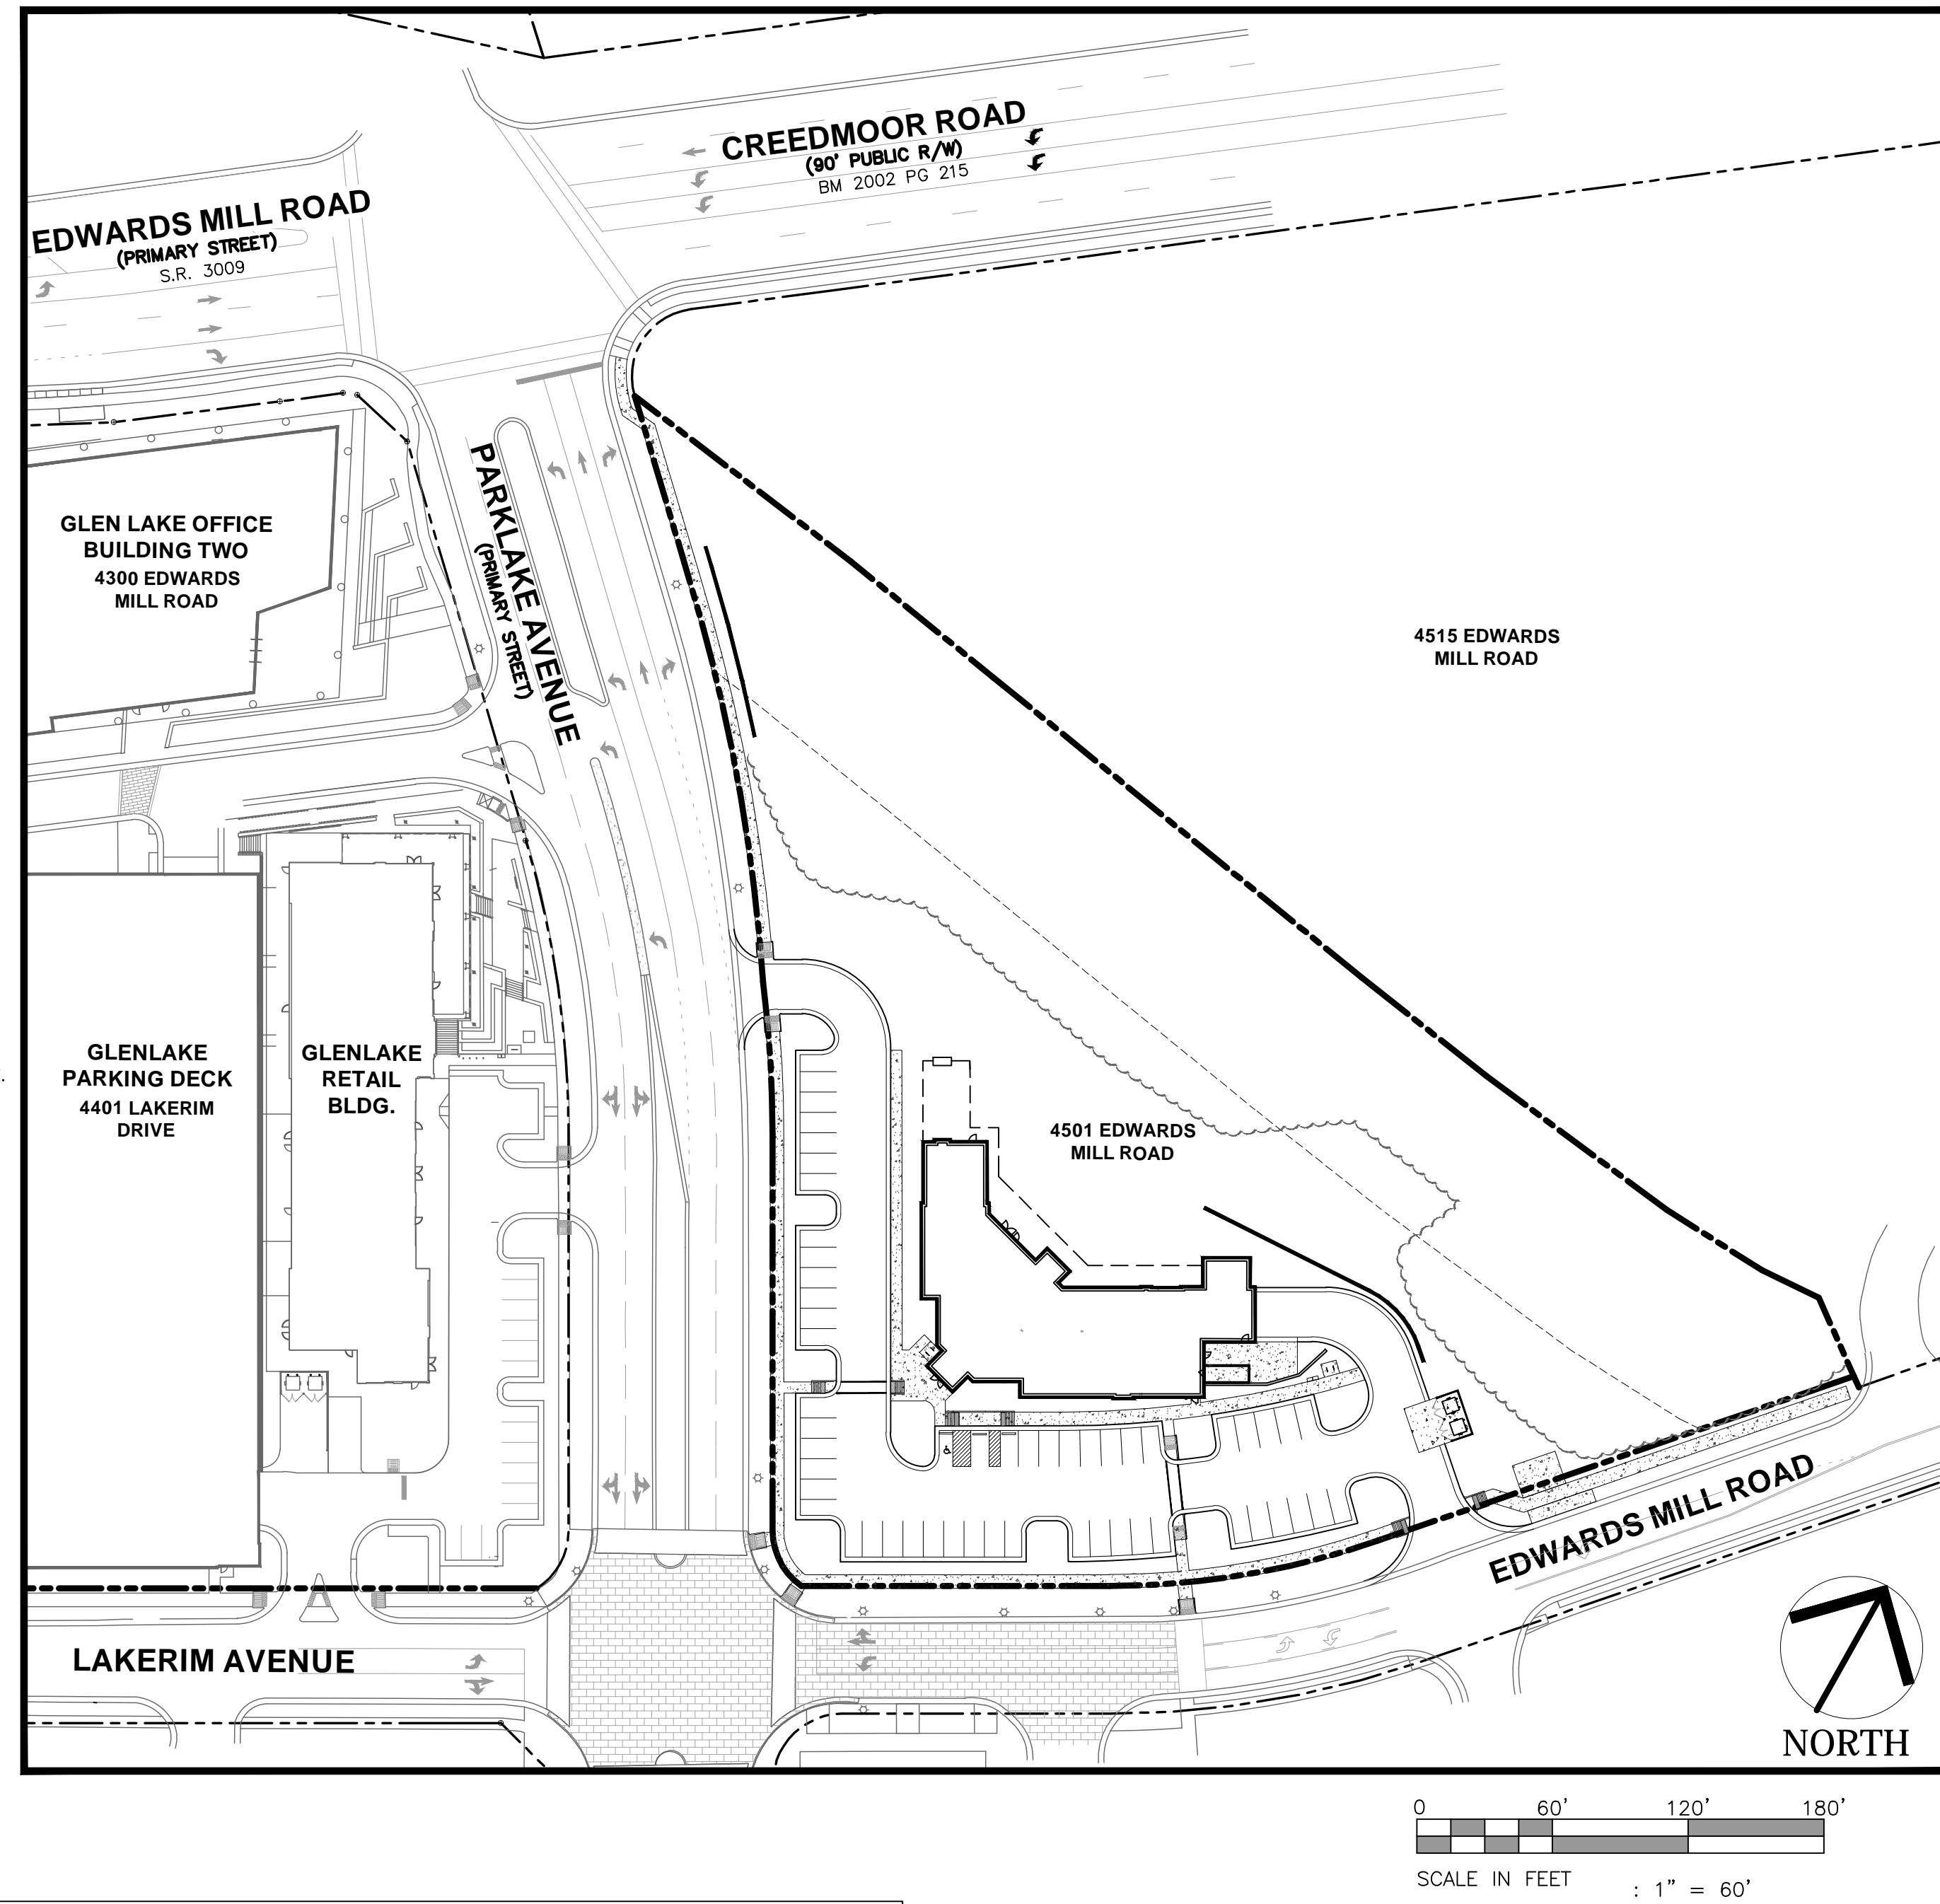 CREEDMOOR ROAD
(90' PUBLIC R/W)
BM 2002 PG 215
EDWARDS MILL ROAD
(PRIMARY STREET)
S.R. 3009
PARKLAKE AVENUE
(PRIMARY STREET)
GLEN LAKE OFFICE
BUILDING TWO
4300 EDWARDS
MILL ROAD
4515 EDWARDS
MILL ROAD
GLENLAKE
PARKING DECK
4401 LAKERIM
DRIVE
GLENLAKE
RETAIL
BLDG.
4501 EDWARDS
MILL ROAD
EDWARDS MILL ROAD
LAKERIM AVENUE
NORTH
0 60' 120' 180'
SCALE IN FEET : 1" = 60'